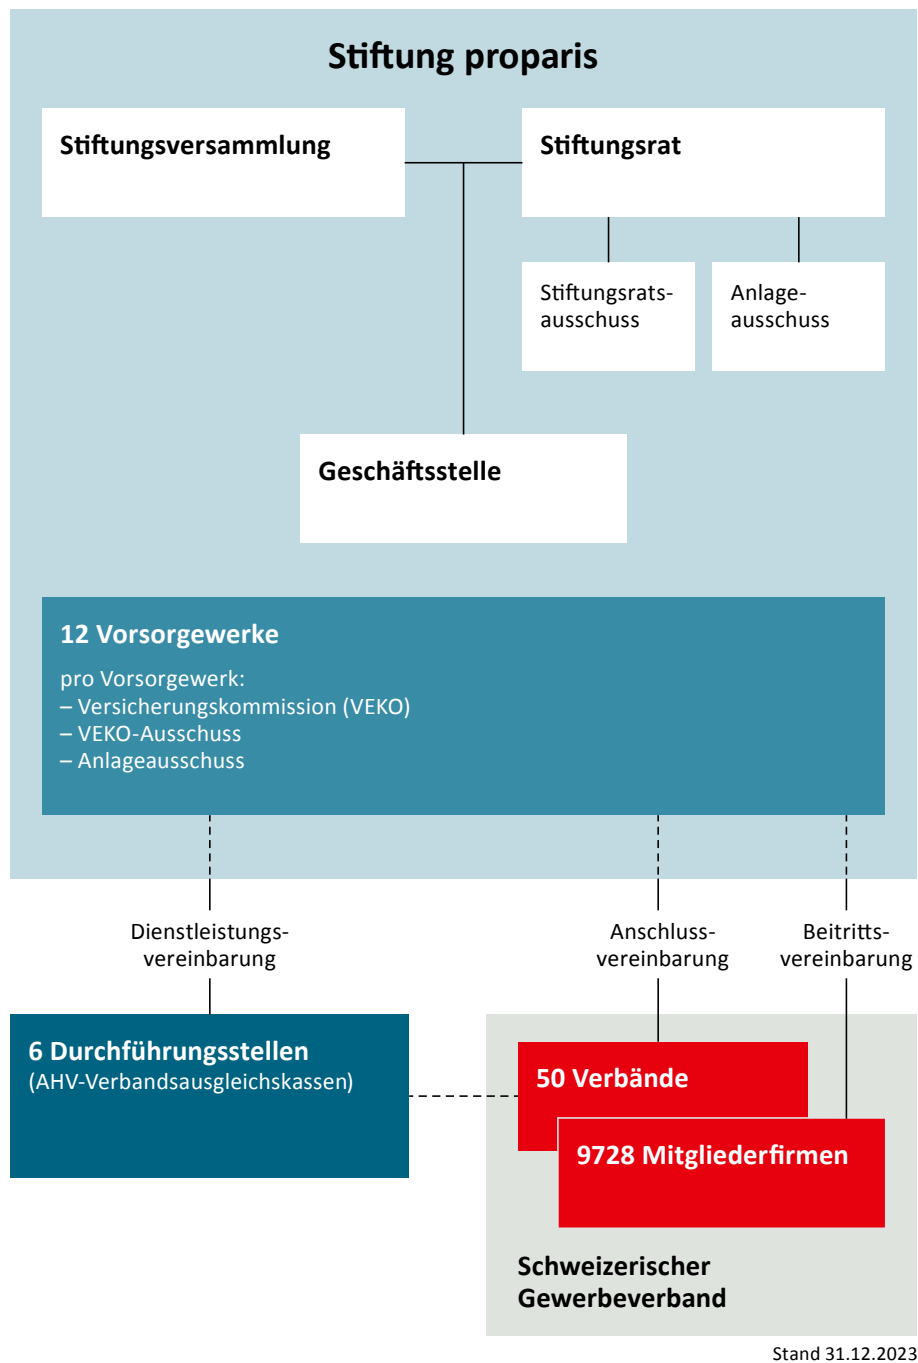 Stiftung proparis
Stiftungsversammlung
Stiftungsrat
Stiftungsrats-
ausschuss
Anlage-
ausschuss
Geschäftsstelle
12 Vorsorgewerke
pro Vorsorgewerk:
– Versicherungskommission (VEKO)
– VEKO-Ausschuss
– Anlageausschuss
Dienstleistungs-
vereinbarung
Anschluss-
vereinbarung
Beitritts-
vereinbarung
6 Durchführungsstellen
(AHV-Verbandsausgleichskassen)
50 Verbände
9728 Mitgliederfirmen
Schweizerischer
Gewerbeverband
Stand 31.12.2023